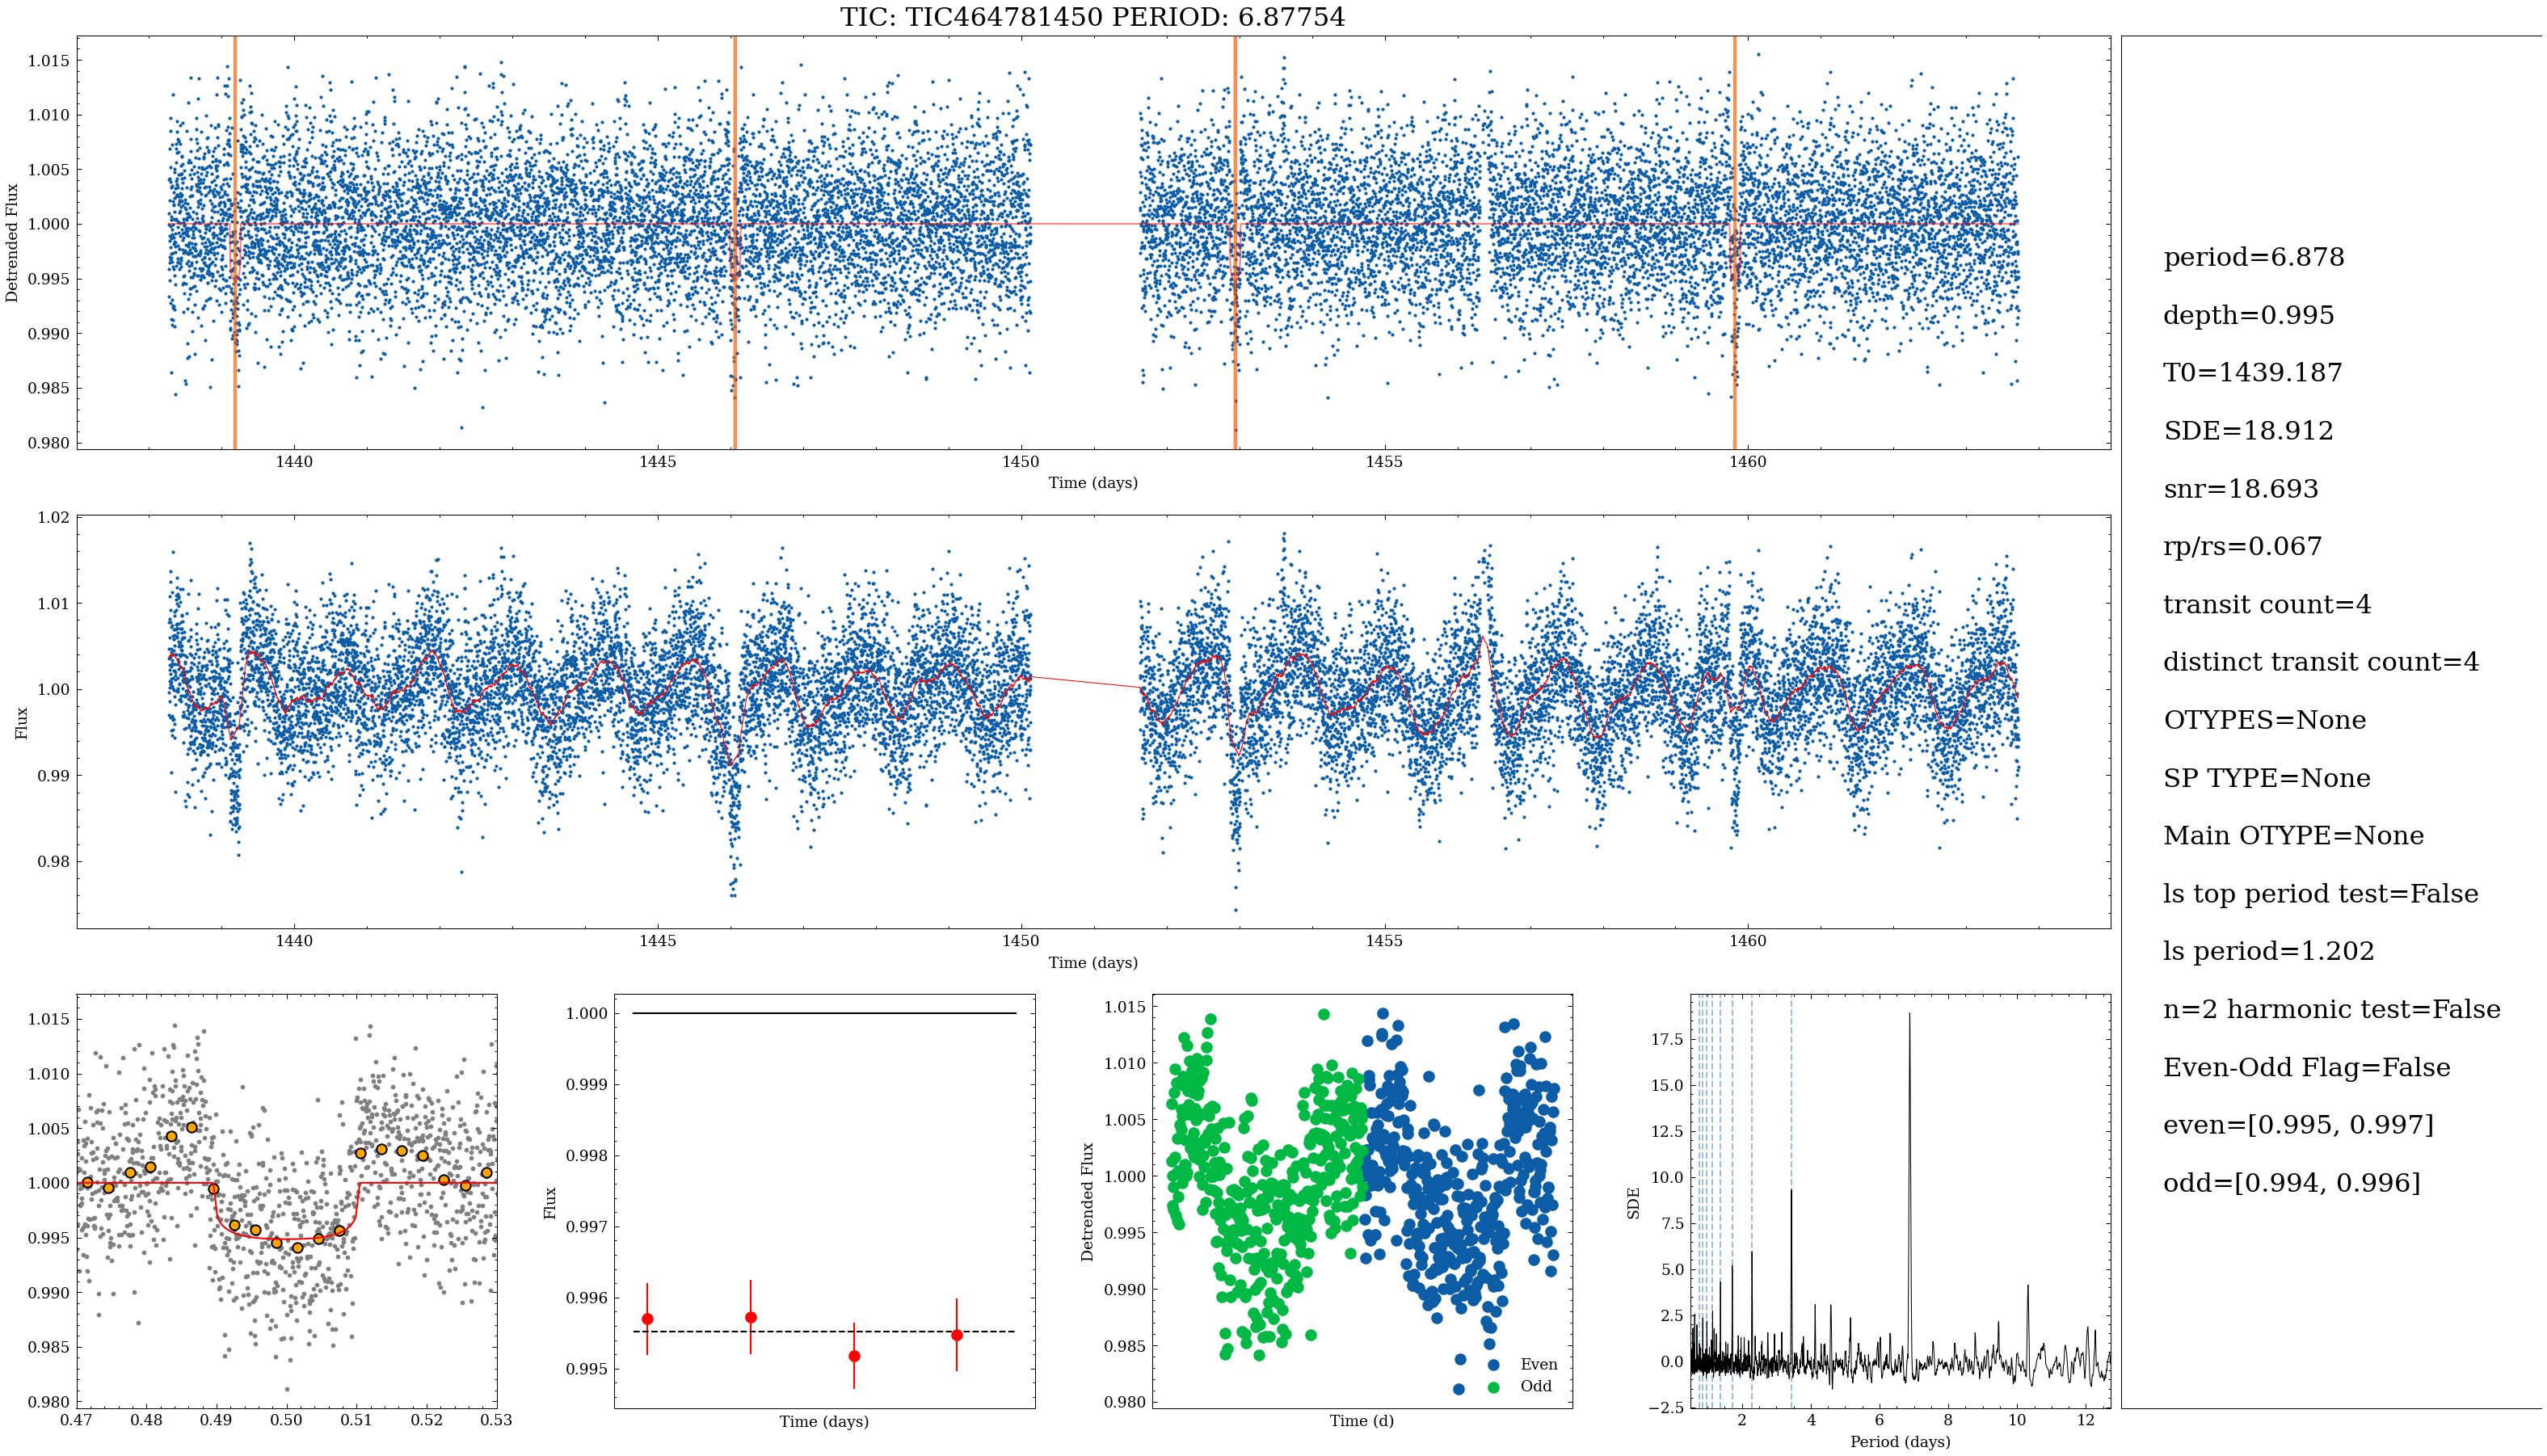 TIC: TIC464781450 PERIOD: 6.87754
1.015
1.010
1.005
1.000
0.995
0.990
0.985
0.980
Detrended Flux
1440
1445
1450
1455
1460
Time (days)
1.02
1.01
1.00
0.99
0.98
Flux
1440
1445
1450
1455
1460
Time (days)
1.015
1.010
1.005
1.000
0.995
0.990
0.985
0.980
0.47
0.48
0.49
0.50
0.51
0.52
0.53
1.000
0.999
0.998
0.997
0.996
0.995
Flux
Time (days)
1.015
1.010
1.005
1.000
0.995
0.990
0.985
0.980
Detrended Flux
Even
Odd
Time (d)
17.5
15.0
12.5
10.0
7.5
5.0
2.5
0.0
−2.5
SDE
2
4
6
8
10
12
Period (days)
period=6.878
depth=0.995
T0=1439.187
SDE=18.912
snr=18.693
rp/rs=0.067
transit count=4
distinct transit count=4
OTYPES=None
SP TYPE=None
Main OTYPE=None
ls top period test=False
ls period=1.202
n=2 harmonic test=False
Even-Odd Flag=False
even=[0.995, 0.997]
odd=[0.994, 0.996]